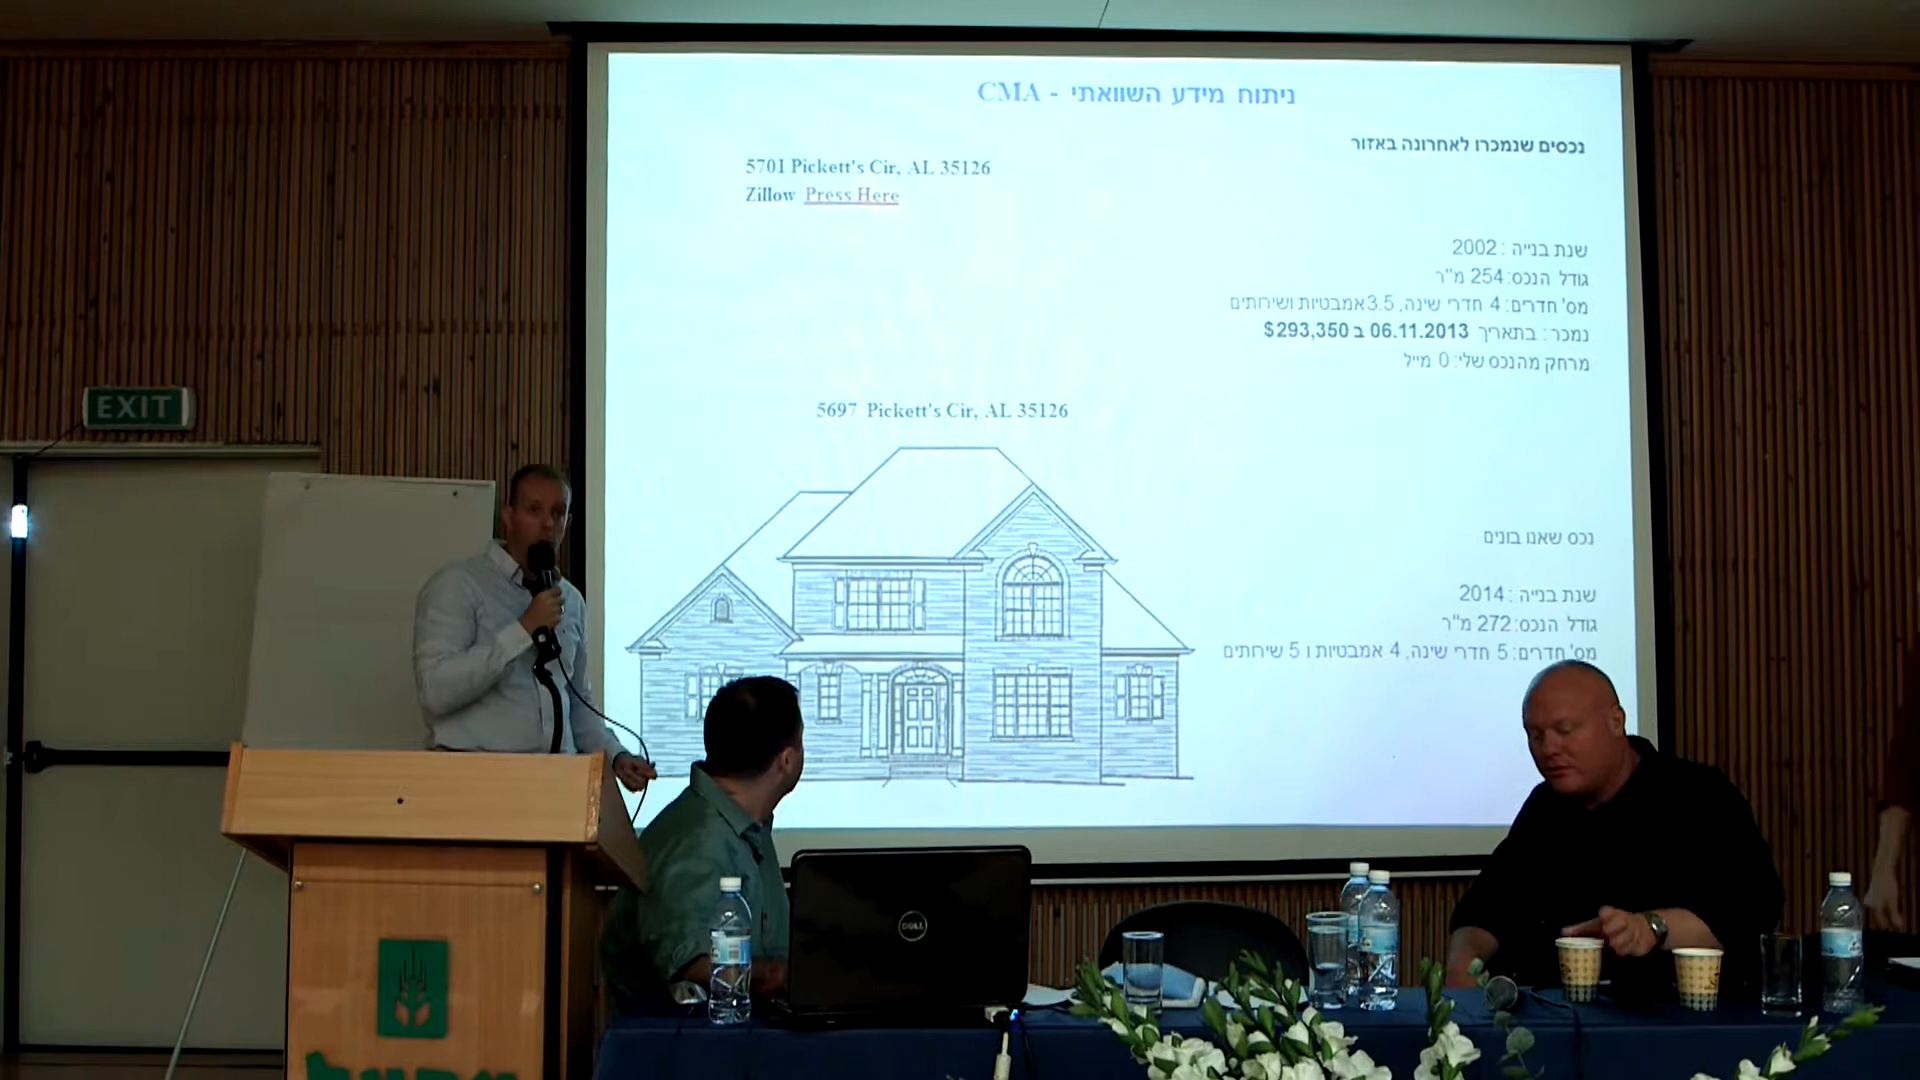 ניתוח מידע השוואתי - CMA
נכסים שנמכרו לאחרונה באזור
5701 Pickett's Cir, AL 35126
Zillow Press Here
שנת בנייה : 2002
גודל הנכס: 254 מ"ר
מס' חדרים: 4 חדרי שינה, 3.5 אמבטיות ושירותים
נמכר : בתאריך 06.11.2013 ב 293,350$
מרחק מהנכס שלי: 0 מייל
5697 Pickett's Cir, AL 35126
נכס שאנו בונים
שנת בנייה : 2014
גודל הנכס: 272 מ"ר
מס' חדרים: 5 חדרי שינה, 4 אמבטיות ו 5 שירותים
EXIT
DELL